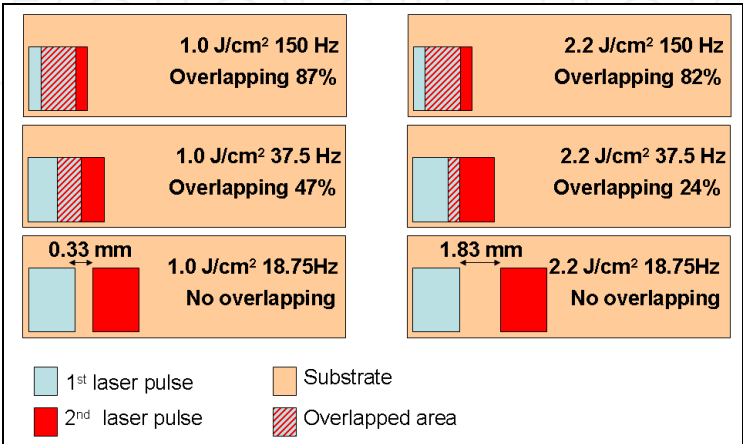 1.0 J/cm² 150 Hz
Overlapping 87%
2.2 J/cm² 150 Hz
Overlapping 82%
1.0 J/cm² 37.5 Hz
Overlapping 47%
2.2 J/cm² 37.5 Hz
Overlapping 24%
0.33 mm
1.0 J/cm² 18.75Hz
No overlapping
1.83 mm
2.2 J/cm² 18.75Hz
No overlapping
1st laser pulse
2nd laser pulse
Substrate
Overlapped area